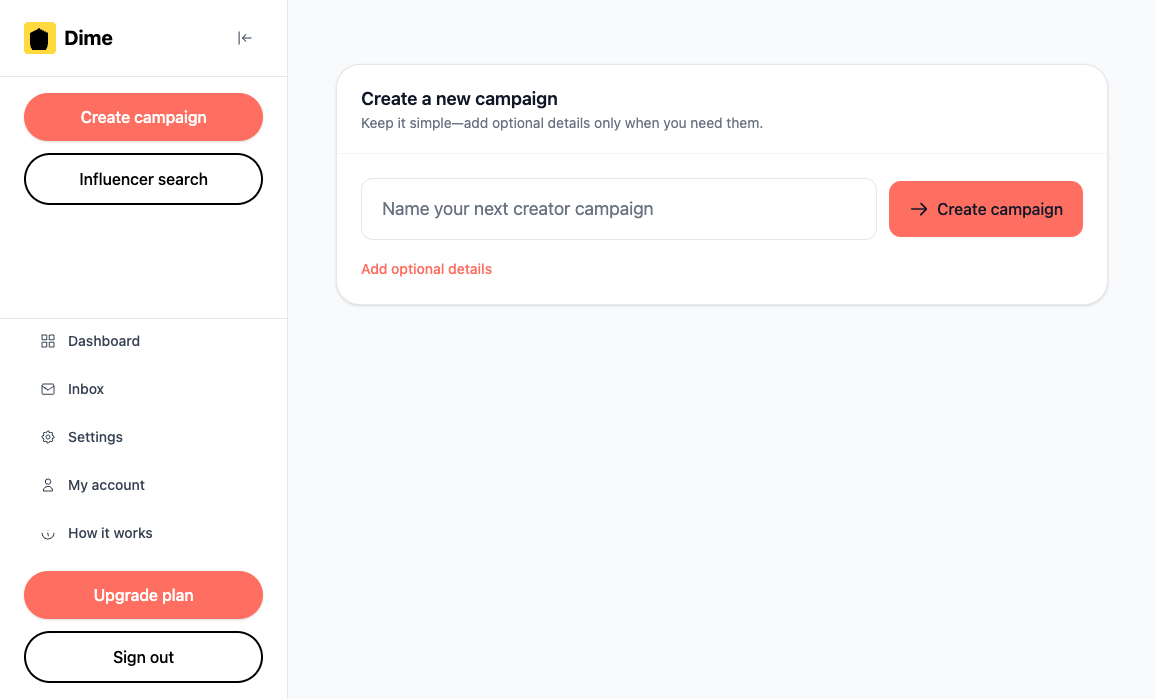 Dime
Create campaign
Influencer search
Dashboard
Inbox
Settings
My account
How it works
Upgrade plan
Sign out
Create a new campaign
Keep it simple—add optional details only when you need them.
Name your next creator campaign
Create campaign
Add optional details